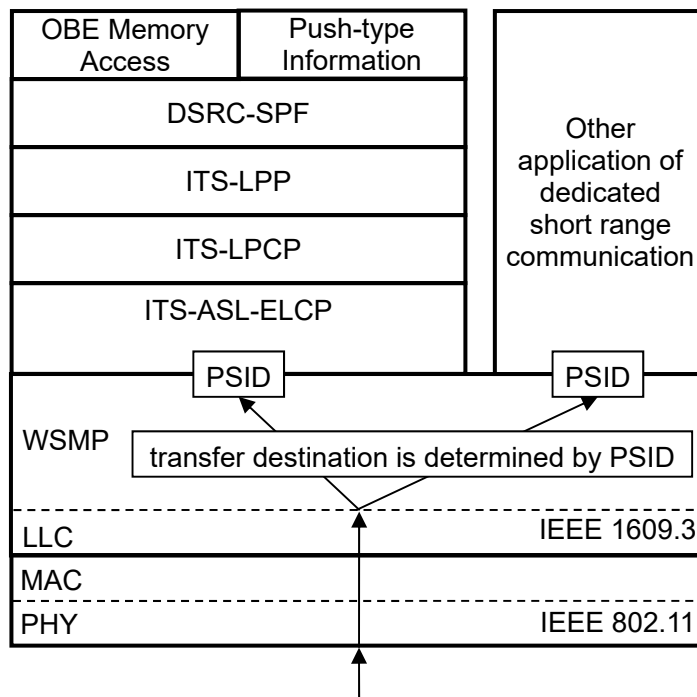 OBE Memory
Access
Push-type
Information
DSRC-SPF
ITS-LPP
ITS-LPCP
ITS-ASL-ELCP
Other
application of
dedicated
short range
communication
PSID
PSID
WSMP
transfer destination is determined by PSID
LLC
IEEE 1609.3
MAC
PHY
IEEE 802.11